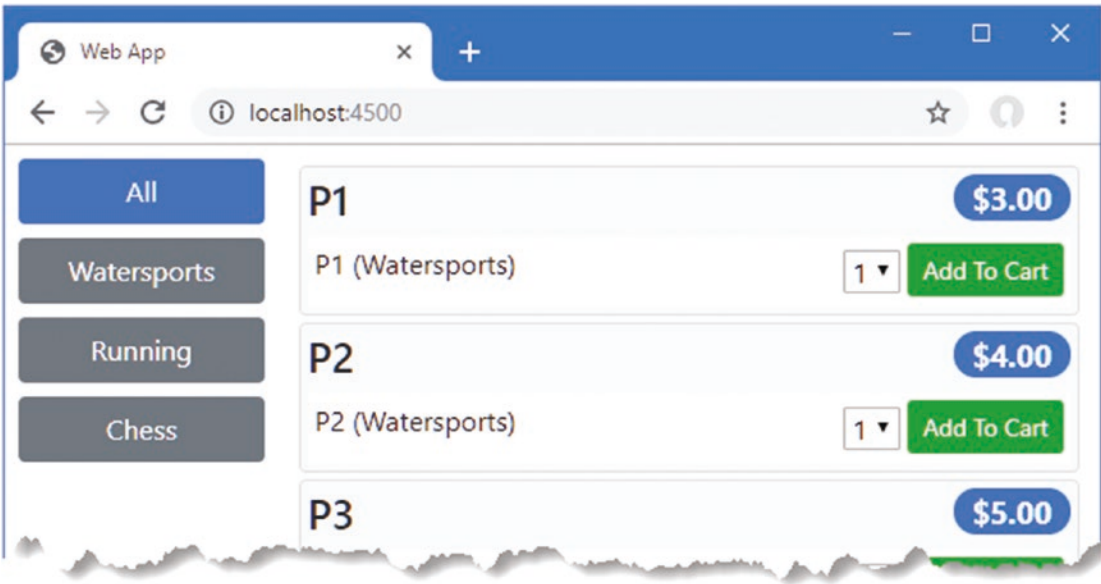 Web App
localhost:4500
All
Watersports
Running
Chess
P1
$3.00
P1 (Watersports)
1
Add To Cart
P2
$4.00
P2 (Watersports)
1
Add To Cart
P3
$5.00